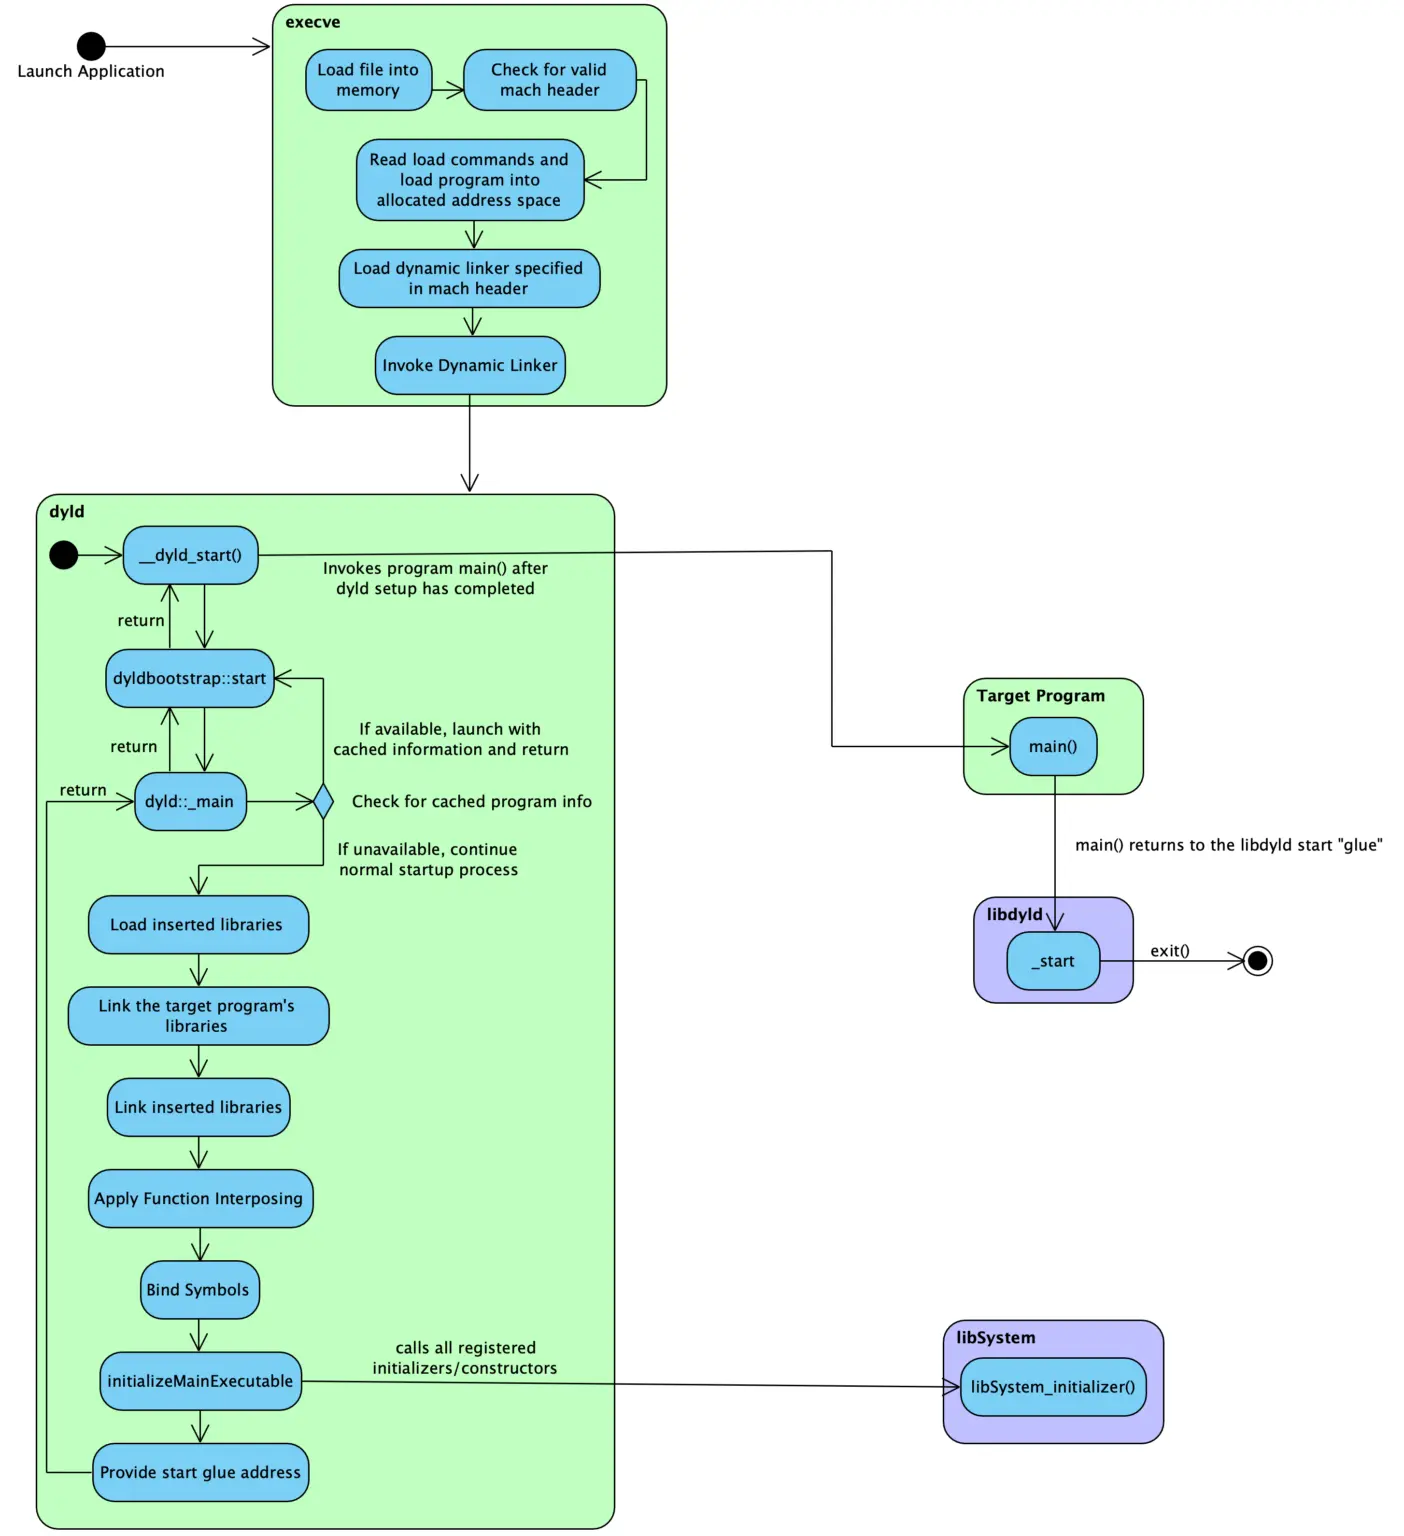 execve
Launch Application
Load file into
memory
Check for valid
mach header
Read load commands and
load program into
allocated address space
Load dynamic linker specified
in mach header
Invoke Dynamic Linker
dyld
__dyld_start()
Invokes program main() after
dyld setup has completed
return
dyldbootstrap::start
If available, launch with
cached information and return
return
return
dyld::_main
Check for cached program info
If unavailable, continue
normal startup process
Load inserted libraries
Link the target program's
libraries
Link inserted libraries
Apply Function Interposing
Bind Symbols
initializeMainExecutable
calls all registered
initializers/constructors
Provide start glue address
Target Program
main()
main() returns to the libdyld start "glue"
libdyld
_start
exit()
libSystem
libSystem_initializer()